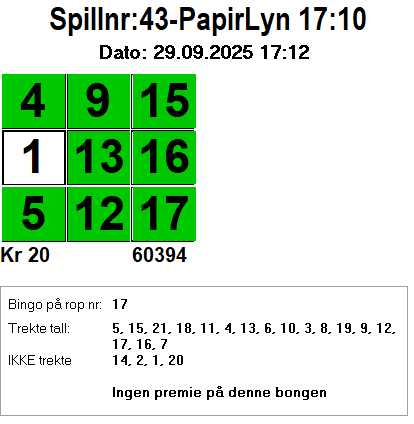 Spillnr:43-PapirLyn 17:10
Dato: 29.09.2025 17:12
4 9 15
1 13 16
5 12 17
Kr 20 60394
Bingo på rop nr: 17
Trekte tall: 5, 15, 21, 18, 11, 4, 13, 6, 10, 3, 8, 19, 9, 12,
17, 16, 7
IKKE trekte 14, 2, 1, 20
Ingen premie på denne bongen